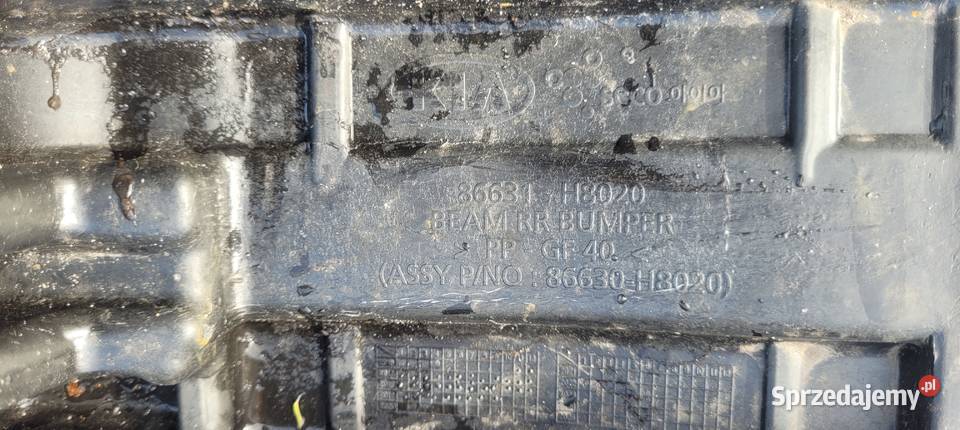 KIA
86631 - H8020
BEAM RR BUMPER
> PP - GF 40. <
(ASSY P/NO : 86630-H8020)
Sprzedajemy .pl